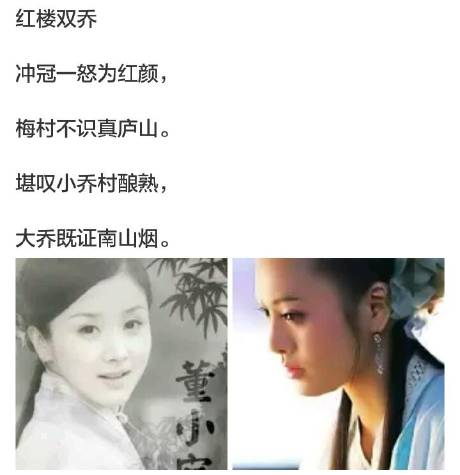 红楼双乔
冲冠一怒为红颜，
梅村不识真庐山。
堪叹小乔村酿熟，
大乔既证南山烟。
董小